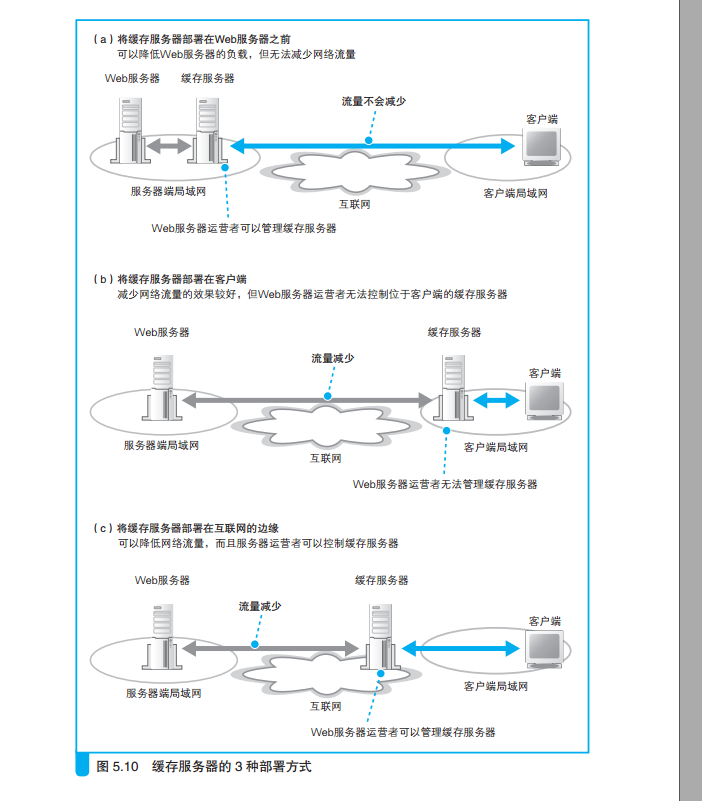 （a）将缓存服务器部署在Web服务器之前
可以降低Web服务器的负载，但无法减少网络流量
Web服务器
缓存服务器
流量不会减少
客户端
服务器端局域网
互联网
客户端局域网
Web服务器运营者可以管理缓存服务器
（b）将缓存服务器部署在客户端
减少网络流量的效果较好，但Web服务器运营者无法控制位于客户端的缓存服务器
Web服务器
缓存服务器
流量减少
客户端
服务器端局域网
互联网
客户端局域网
Web服务器运营者无法管理缓存服务器
（c）将缓存服务器部署在互联网的边缘
可以降低网络流量，而且服务器运营者可以控制缓存服务器
Web服务器
缓存服务器
流量减少
客户端
服务器端局域网
互联网
客户端局域网
Web服务器运营者可以管理缓存服务器
图 5.10　缓存服务器的 3 种部署方式